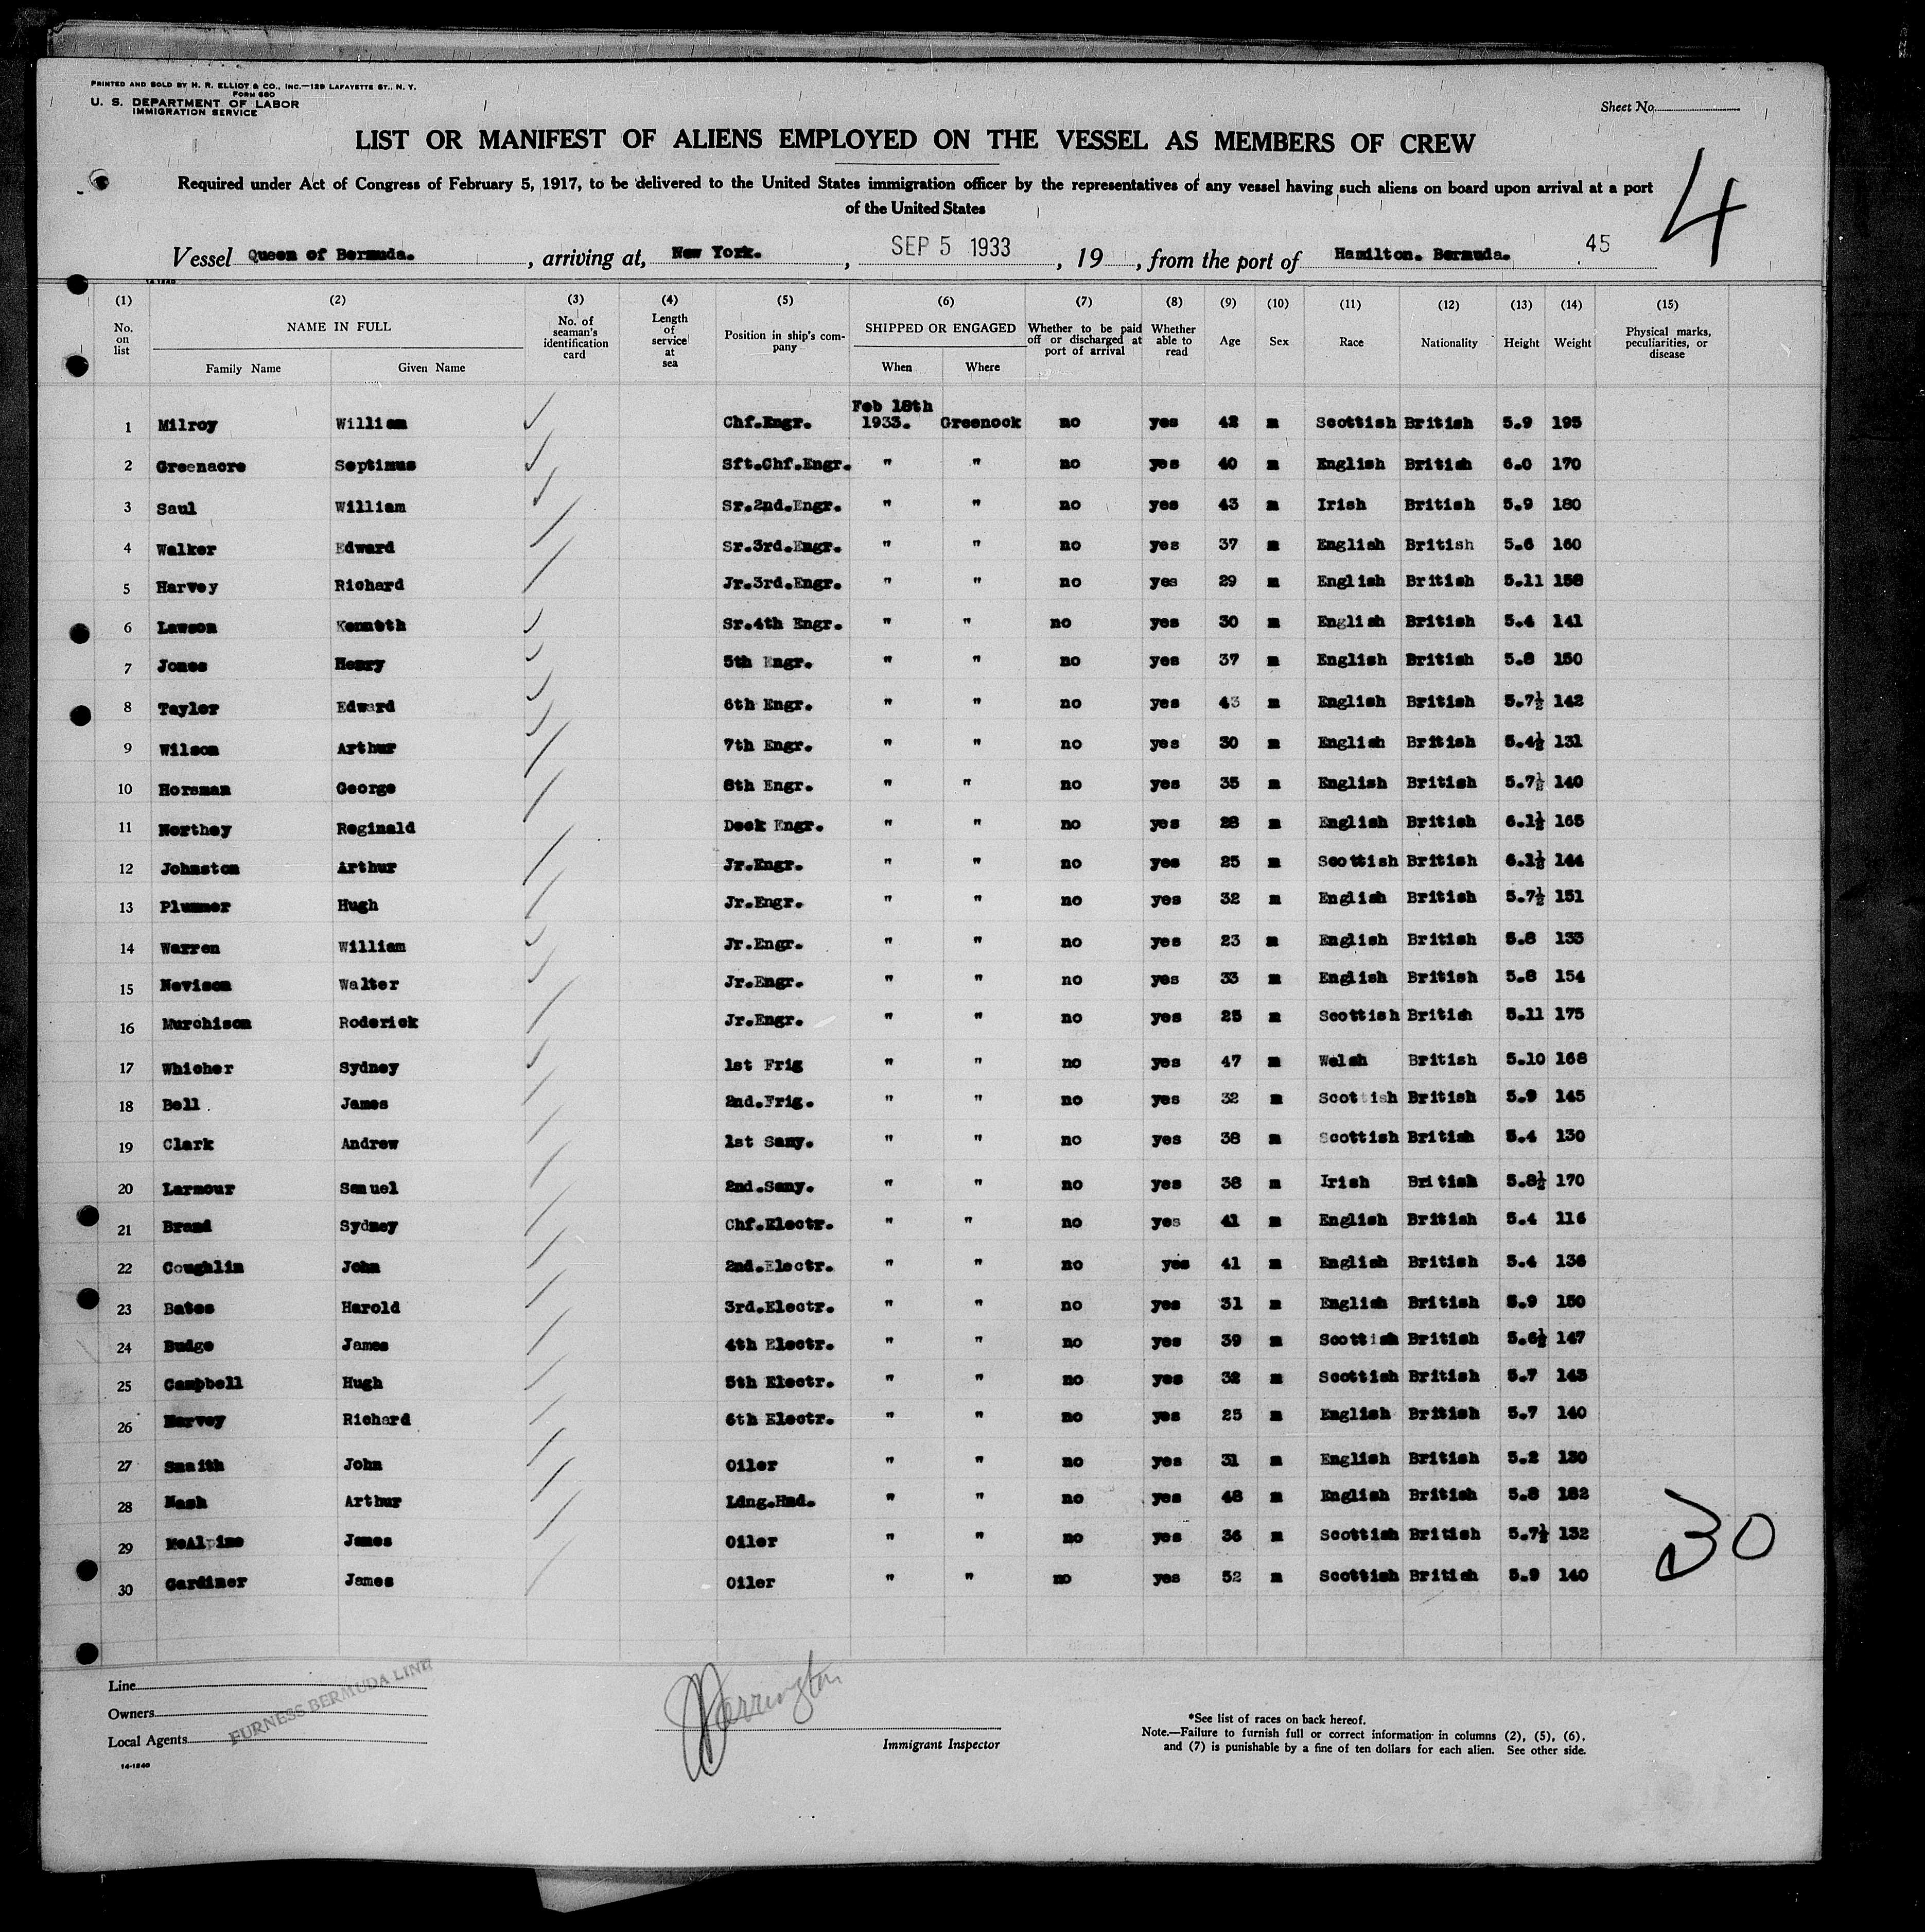 PRINTED AND SOLD BY H. R. ELLIOT & CO., INC.—129 LAFAYETTE ST., N. Y.
FORM 680
U. S. DEPARTMENT OF LABOR
IMMIGRATION SERVICE
Sheet No.
LIST OR MANIFEST OF ALIENS EMPLOYED ON THE VESSEL AS MEMBERS OF CREW
4
Required under Act of Congress of February 5, 1917, to be delivered to the United States immigration officer by the representatives of any vessel having such aliens on board upon arrival at a port
of the United States
Vessel Queen of Bermuda. , arriving at, New York. , SEP 5 1933 , 19 , from the port of Hamilton. Bermuda. 45
14-1240
(1) (2) (3) (4) (5) (6) (7) (8) (9) (10) (11) (12) (13) (14) (15)
No. on list NAME IN FULL Family Name Given Name No. of seaman's identification card Length of service at sea Position in ship's company SHIPPED OR ENGAGED When Where Whether to be paid off or discharged at port of arrival Whether able to read Age Sex Race Nationality Height Weight Physical marks, peculiarities, or disease
1 Milroy William Chf.Engr. Feb 18th 1933. Greenock no yes 42 m Scottish British 5.9 195
2 Greenacre Septimus Sft.Chf.Engr. " " no yes 40 m English British 6.0 170
3 Saul William Sr.2nd.Engr. " " no yes 43 m Irish British 5.9 180
4 Walker Edward Sr.3rd.Engr. " " no yes 37 m English British 5.6 160
5 Harvey Richard Jr.3rd.Engr. " " no yes 29 m English British 5.11 158
6 Lawson Kenneth Sr.4th Engr. " " no yes 30 m English British 5.4 141
7 Jones Henry 5th Engr. " " no yes 37 m English British 5.8 150
8 Tayler Edward 6th Engr. " " no yes 43 m English British 5.7½ 142
9 Wilson Arthur 7th Engr. " " no yes 30 m English British 5.4½ 131
10 Horsman George 8th Engr. " " no yes 35 m English British 5.7½ 140
11 Northey Reginald Deck Engr. " " no yes 28 m English British 6.1½ 165
12 Johnston Arthur Jr.Engr. " " no yes 25 m Scottish British 6.1½ 144
13 Plummer Hugh Jr.Engr. " " no yes 32 m English British 5.7½ 151
14 Warren William Jr.Engr. " " no yes 23 m English British 5.8 133
15 Nevison Walter Jr.Engr. " " no yes 33 m English British 5.8 154
16 Murchison Roderick Jr.Engr. " " no yes 25 m Scottish British 5.11 175
17 Whicher Sydney 1st Frig " " no yes 47 m Welsh British 5.10 168
18 Bell . James 2nd.Frig. " " no yes 32 m Scottish British 5.9 145
19 Clark Andrew 1st Sany. " " no yes 38 m Scottish British 5.4 130
20 Larmour Samuel 2nd.Sany. " " no yes 38 m Irish British 5.8½ 170
21 Brand Sydney Chf.Electr. " " no yes 41 m English British 5.4 116
22 Coughlin John 2nd.Electr. " " no yes 41 m English British 5.4 136
23 Bates Harold 3rd.Electr. " " no yes 31 m English British 5.9 150
24 Budge James 4th Electr. " " no yes 39 m Scottish British 5.6½ 147
25 Campbell Hugh 5th Electr. " " no yes 32 m Scottish British 5.7 143
26 Harvey Richard 6th Electr. " " no yes 25 m English British 5.7 140
27 Smaith John Oiler " " no yes 31 m English British 5.2 130
28 Nash Arthur Ldng.Hnd. " " no yes 48 m English British 5.8 182
29 McAlpine James Oiler " " no yes 36 m Scottish British 5.7½ 132
30 Gardiner James Oiler " " no yes 52 m Scottish British 5.9 140
30
Line
Owners
Local Agents
FURNESS BERMUDA LINE
14-1240
Immigrant Inspector
*See list of races on back hereof.
Note.—Failure to furnish full or correct information in columns (2), (5), (6),
and (7) is punishable by a fine of ten dollars for each alien. See other side.